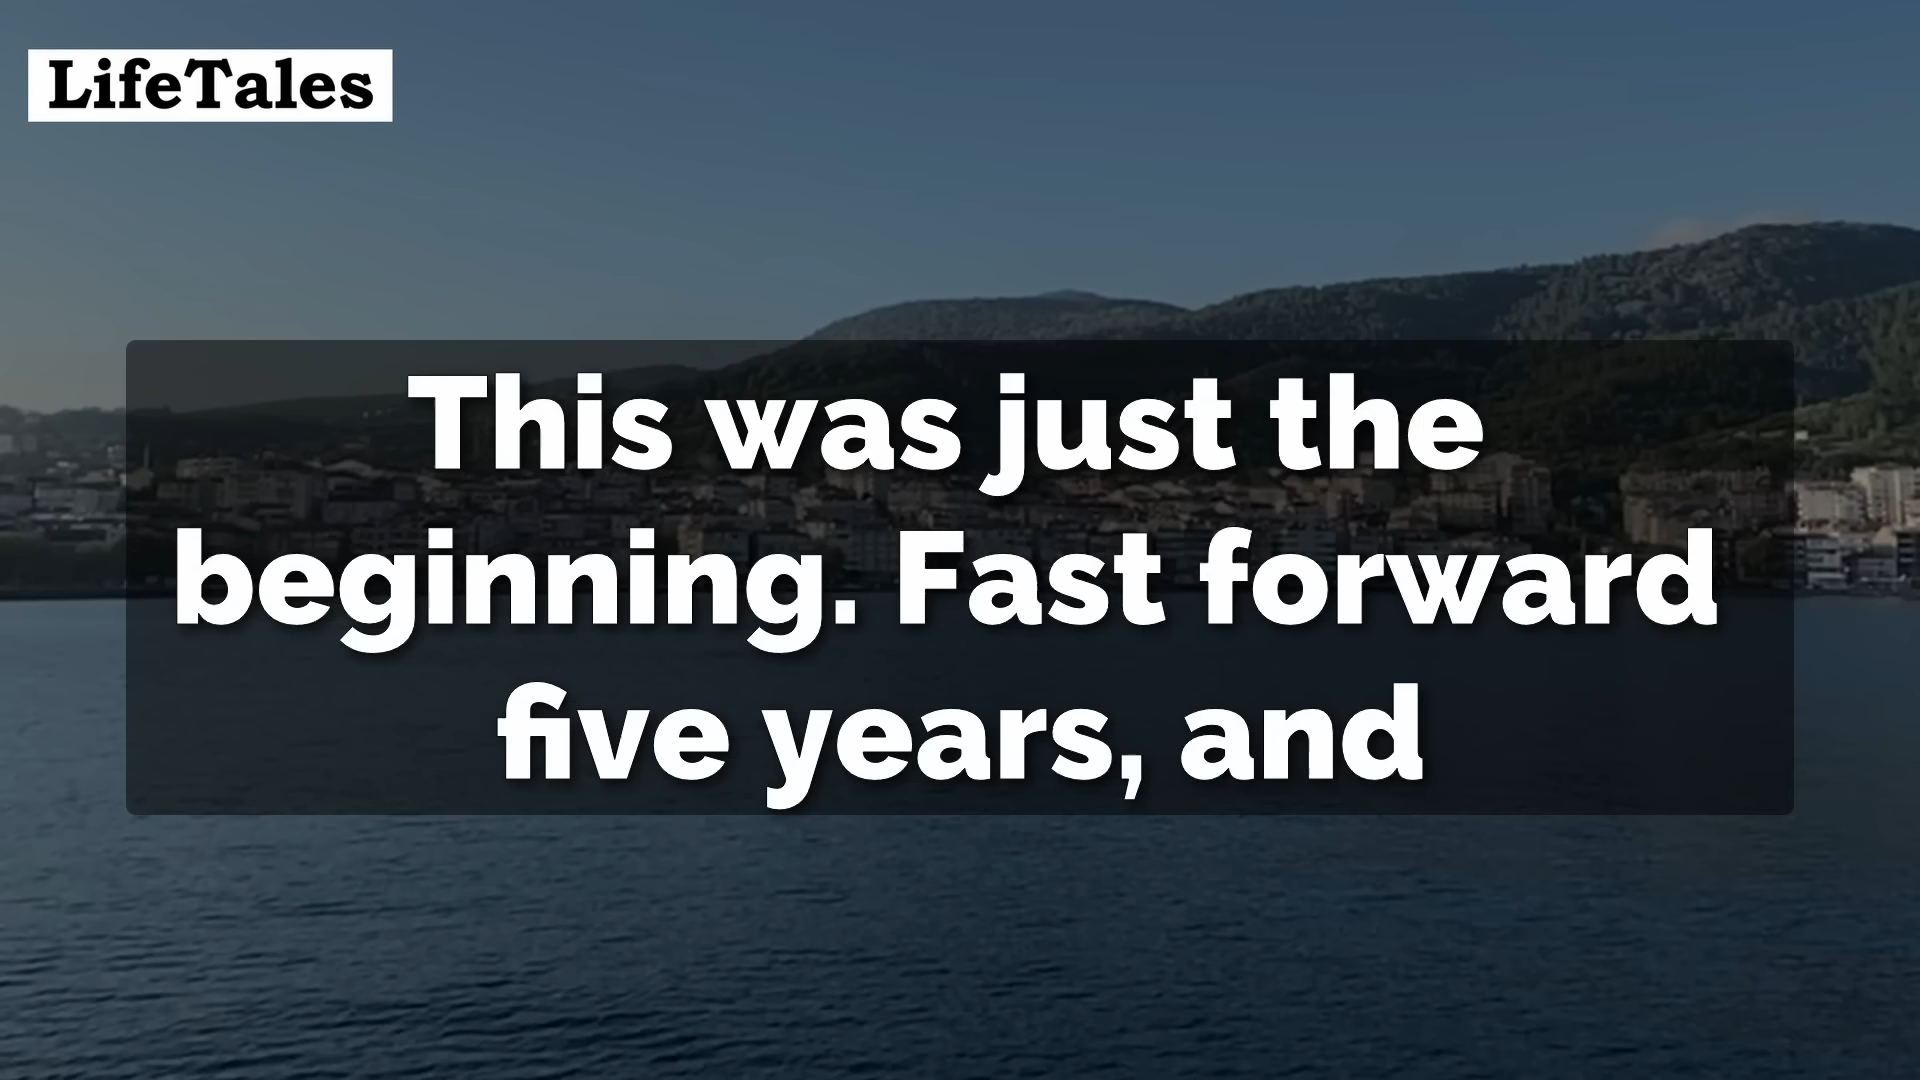 LifeTales
This was just the
beginning. Fast forward
five years, and